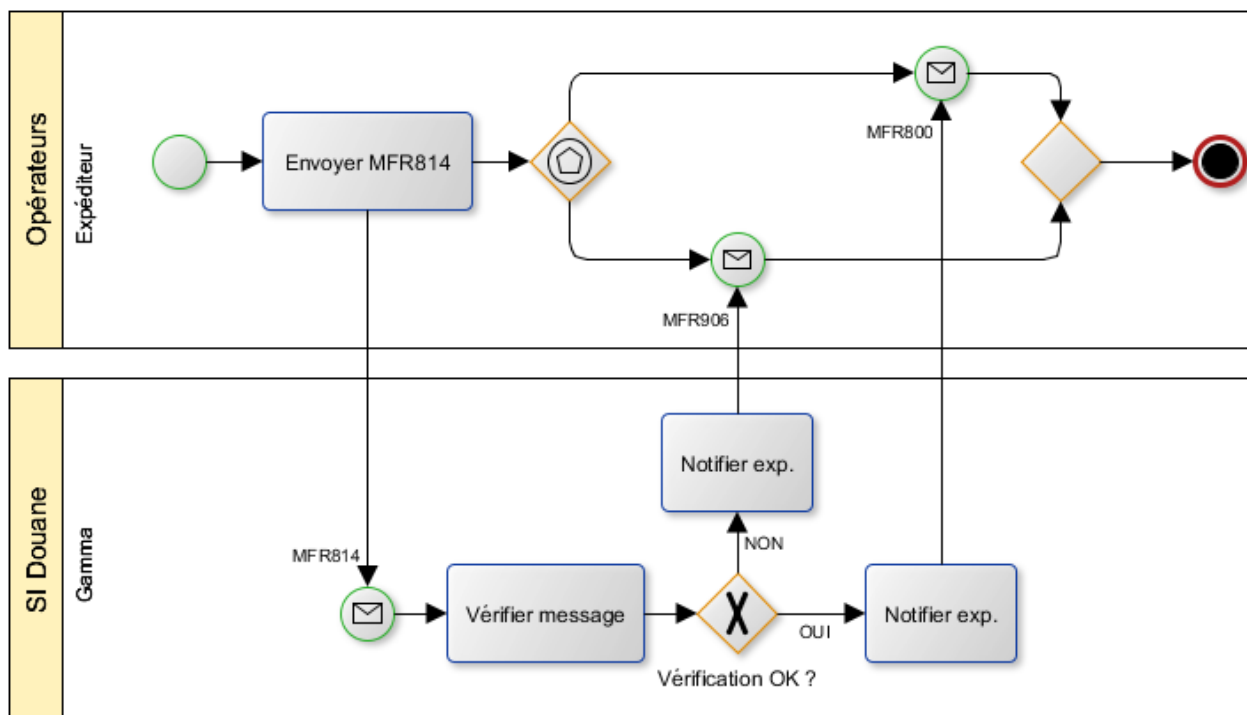 Opérateurs
Expéditeur
Envoyer MFR814
MFR800
MFR906
SI Douane
Gamma
Notifier exp.
NON
MFR814
Vérifier message
OUI
Notifier exp.
Vérification OK ?